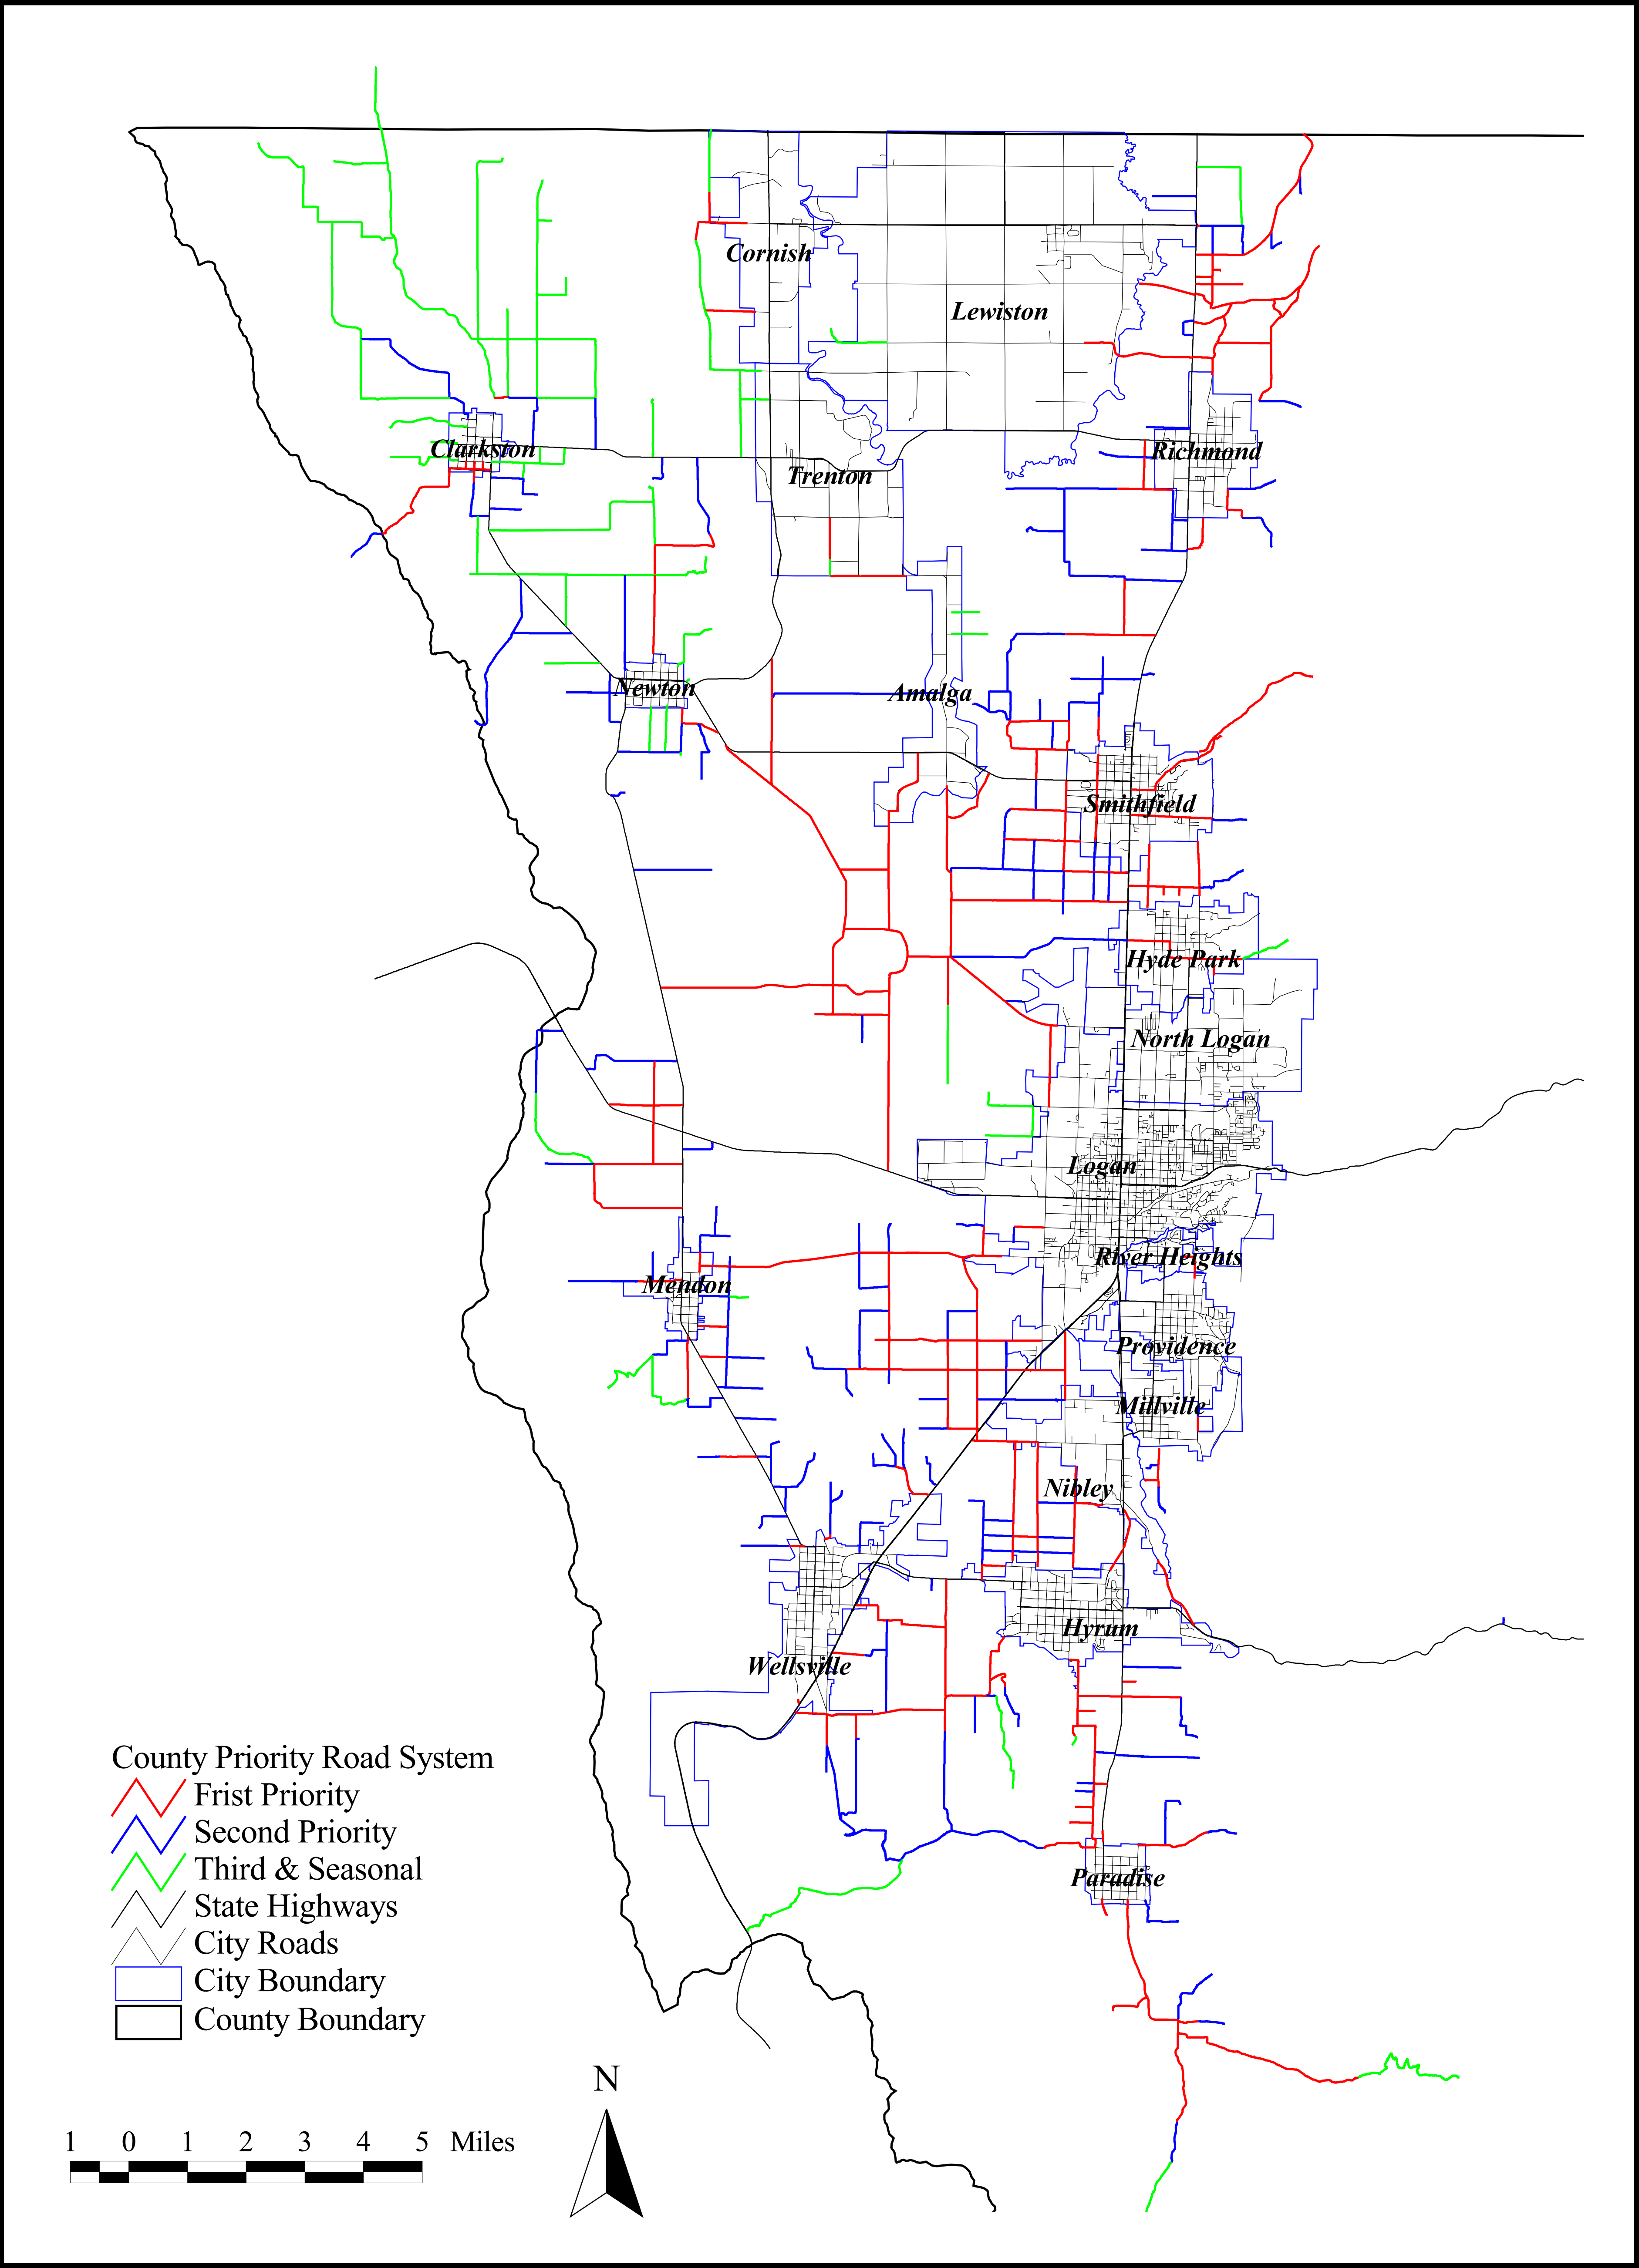 Cornish
Lewiston
Clarkston
Richmond
Trenton
Newton
Amalga
Smithfield
Hyde Park
North Logan
Logan
River Heights
Mendon
Providence
Millville
Nibley
Hyrum
Wellsville
Paradise
County Priority Road System
Frist Priority
Second Priority
Third & Seasonal
State Highways
City Roads
City Boundary
County Boundary
N
1 0 1 2 3 4 5 Miles